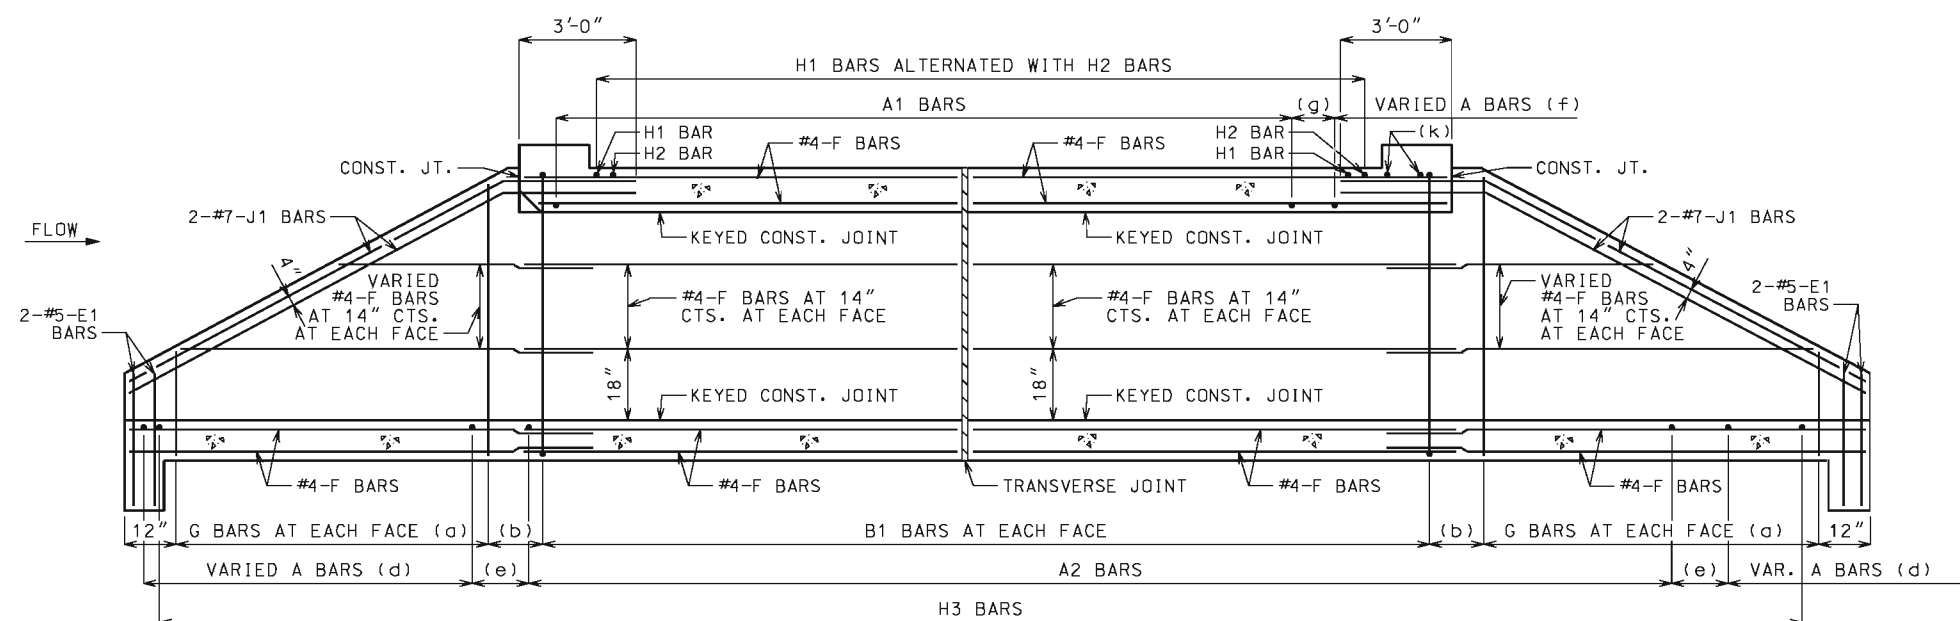 3'-0"
3'-0"
H1 BARS ALTERNATED WITH H2 BARS
A1 BARS
(g)
VARIED A BARS (f)
H1 BAR
H2 BAR
#4-F BARS
#4-F BARS
H2 BAR
H1 BAR
(k)
CONST. JT.
CONST. JT.
2-#7-J1 BARS
2-#7-J1 BARS
FLOW
KEYED CONST. JOINT
KEYED CONST. JOINT
4"
4"
VARIED
#4-F BARS
AT 14" CTS.
AT EACH FACE
#4-F BARS AT 14"
CTS. AT EACH FACE
#4-F BARS AT 14"
CTS. AT EACH FACE
VARIED
#4-F BARS
AT 14" CTS.
AT EACH FACE
2-#5-E1
BARS
2-#5-E1
BARS
18"
18"
KEYED CONST. JOINT
KEYED CONST. JOINT
#4-F BARS
#4-F BARS
TRANSVERSE JOINT
#4-F BARS
#4-F BARS
12"
G BARS AT EACH FACE (a)
(b)
B1 BARS AT EACH FACE
(b)
G BARS AT EACH FACE (a)
12"
VARIED A BARS (d)
(e)
A2 BARS
(e)
VAR. A BARS (d)
H3 BARS